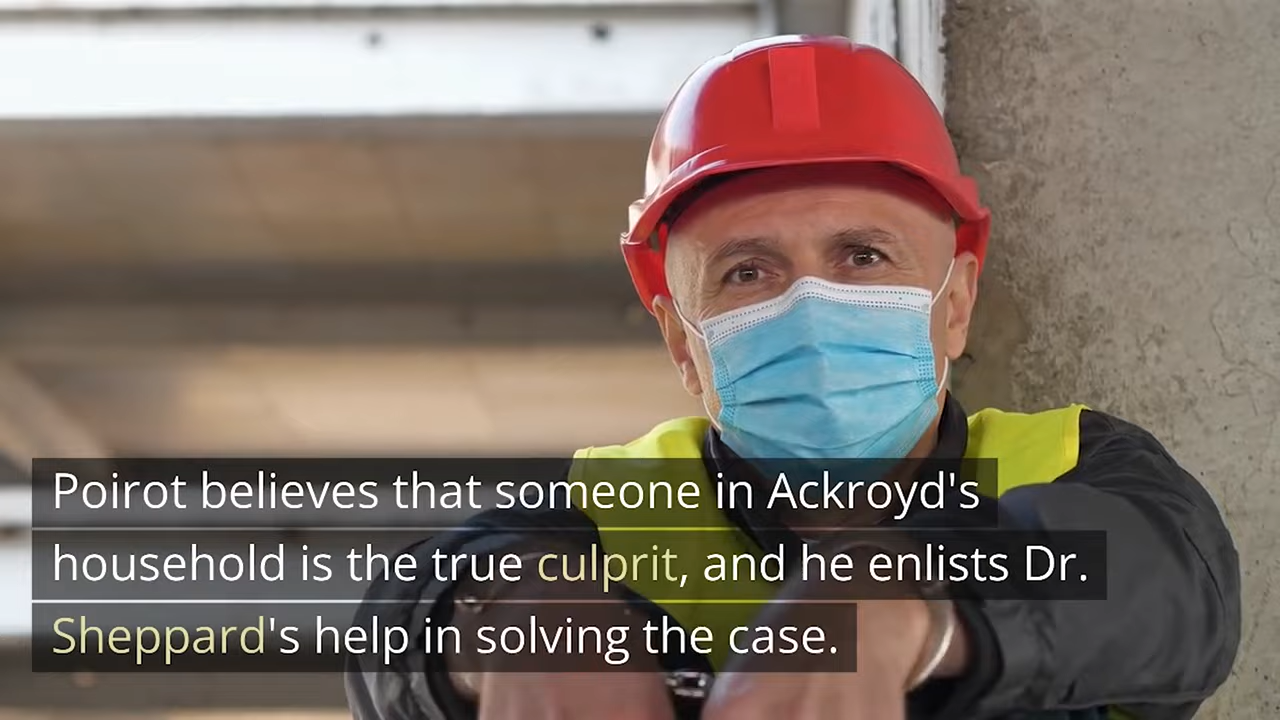 Poirot believes that someone in Ackroyd's
household is the true culprit, and he enlists Dr.
Sheppard's help in solving the case.